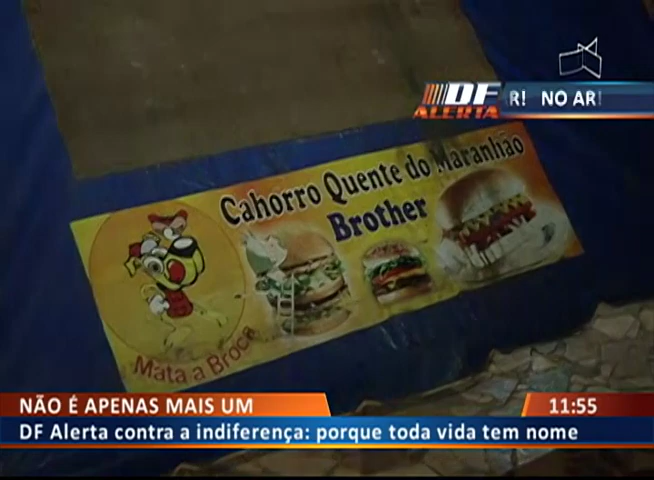 DF
ALERTA
R! NO AR!
Cahorro Quente do Maranhão
Brother
Mata a Broca
NÃO É APENAS MAIS UM
11:55
DF Alerta contra a indiferença: porque toda vida tem nome